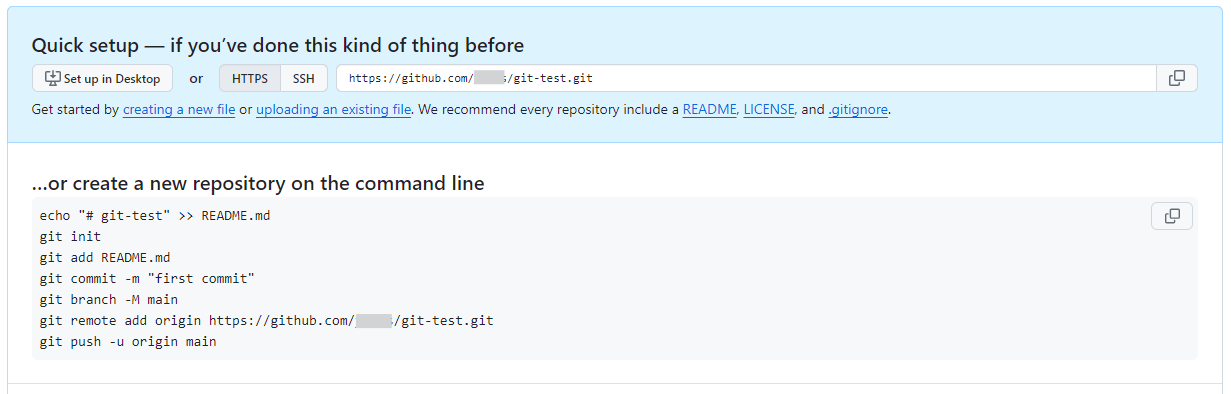 Quick setup — if you’ve done this kind of thing before
Set up in Desktop or HTTPS SSH https://github.com/ /git-test.git
Get started by creating a new file or uploading an existing file. We recommend every repository include a README, LICENSE, and .gitignore.
…or create a new repository on the command line
echo "# git-test" >> README.md
git init
git add README.md
git commit -m "first commit"
git branch -M main
git remote add origin https://github.com/ /git-test.git
git push -u origin main